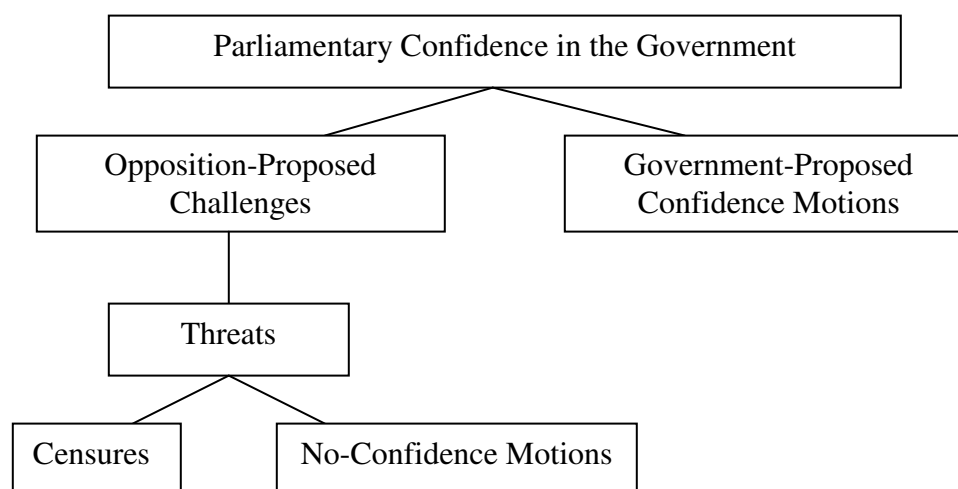 Parliamentary Confidence in the Government
Opposition-Proposed
Challenges
Government-Proposed
Confidence Motions
Threats
Censures
No-Confidence Motions